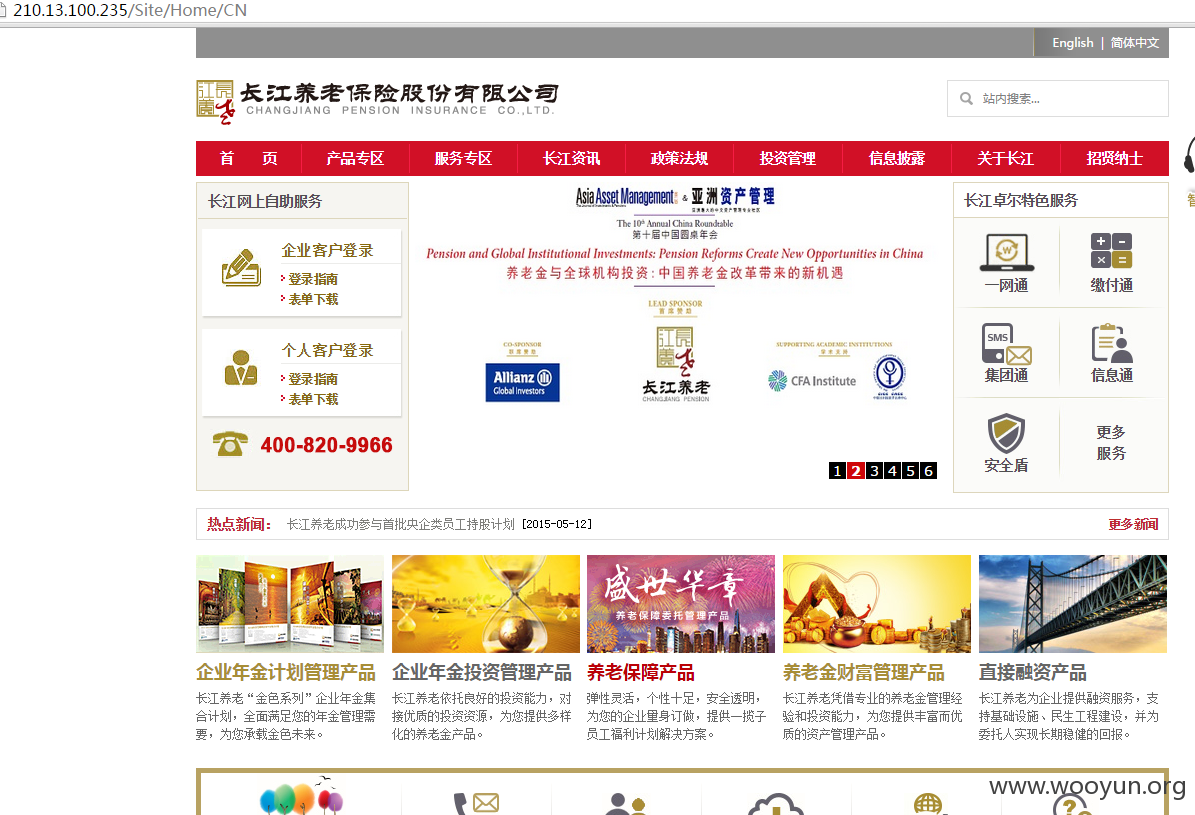 210.13.100.235/Site/Home/CN
English | 简体中文
长江养老保险股份有限公司
CHANGJIANG PENSION INSURANCE CO.,LTD.
站内搜索...
首 页 产品专区 服务专区 长江资讯 政策法规 投资管理 信息披露 关于长江 招贤纳士
长江网上自助服务
企业客户登录
登录指南
表单下载
个人客户登录
登录指南
表单下载
400-820-9966
Asia Asset Management & 亚洲资产管理
The 10th Annual China Roundtable
第十届中国圆桌年会
Pension and Global Institutional Investments: Pension Reforms Create New Opportunities in China
养老金与全球机构投资:中国养老金改革带来的新机遇
LEAD SPONSOR
首席赞助
CO-SPONSOR
联席赞助
Allianz
Global Investors
长江养老
CHANGJIANG PENSION
SUPPORTING ACADEMIC INSTITUTIONS
学术支持
CFA Institute
1 2 3 4 5 6
长江卓尔特色服务
一网通 缴付通
SMS
集团通 信息通
安全盾 更多
服务
热点新闻: 长江养老成功参与首批央企类员工持股计划 [2015-05-12] 更多新闻
盛世华章
养老保障委托管理产品
企业年金计划管理产品
长江养老“金色系列”企业年金集
合计划,全面满足您的年金管理需
要,为您承载金色未来。
企业年金投资管理产品
长江养老依托良好的投资能力,对
接优质的投资资源,为您提供多样
化的养老金产品。
养老保障产品
弹性灵活,个性十足,安全透明,
为您的企业量身订做,提供一揽子
员工福利计划解决方案。
养老金财富管理产品
长江养老凭借专业的养老金管理经
验和投资能力,为您提供丰富而优
质的资产管理产品。
直接融资产品
长江养老为企业提供融资服务,支
持基础设施、民生工程建设,并为
委托人实现长期稳健的回报。
www.wooyun.org